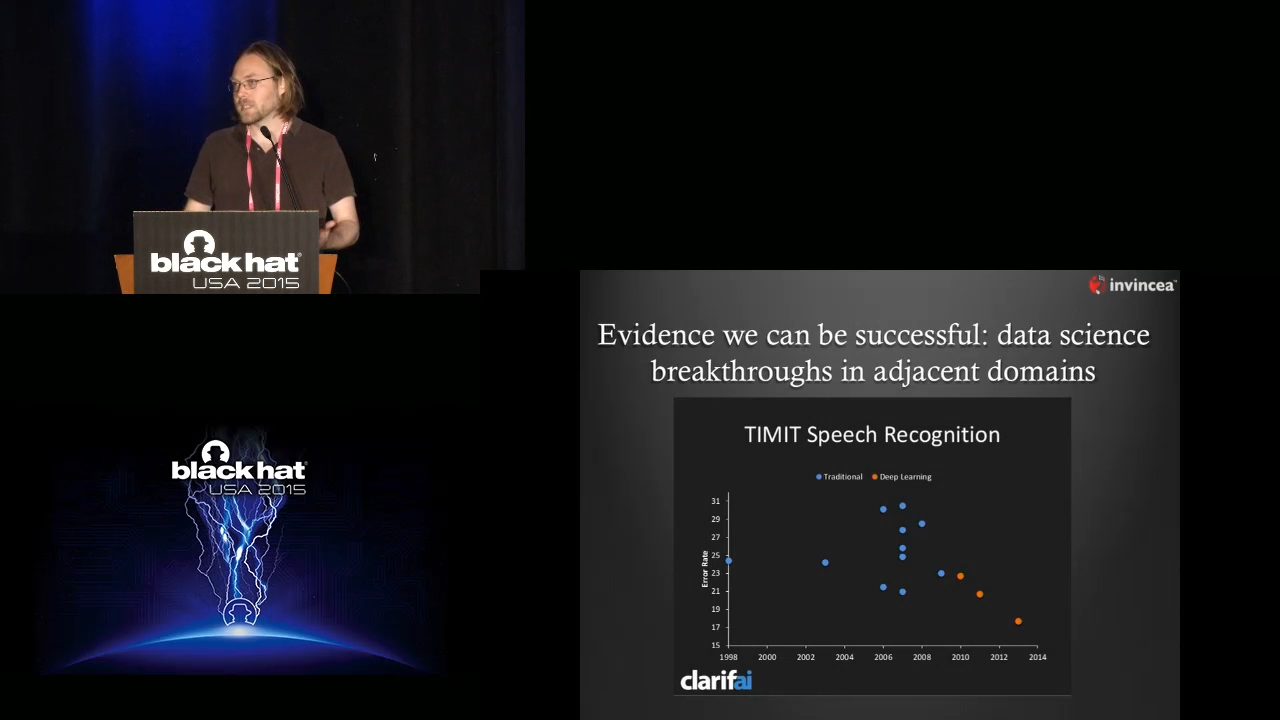 black hat
USA 2015
invincea
Evidence we can be successful: data science
breakthroughs in adjacent domains
TIMIT Speech Recognition
Traditional Deep Learning
Error Rate
31
29
27
25
23
21
19
17
15
1998 2000 2002 2004 2006 2008 2010 2012 2014
clarifai
black hat
USA 2015